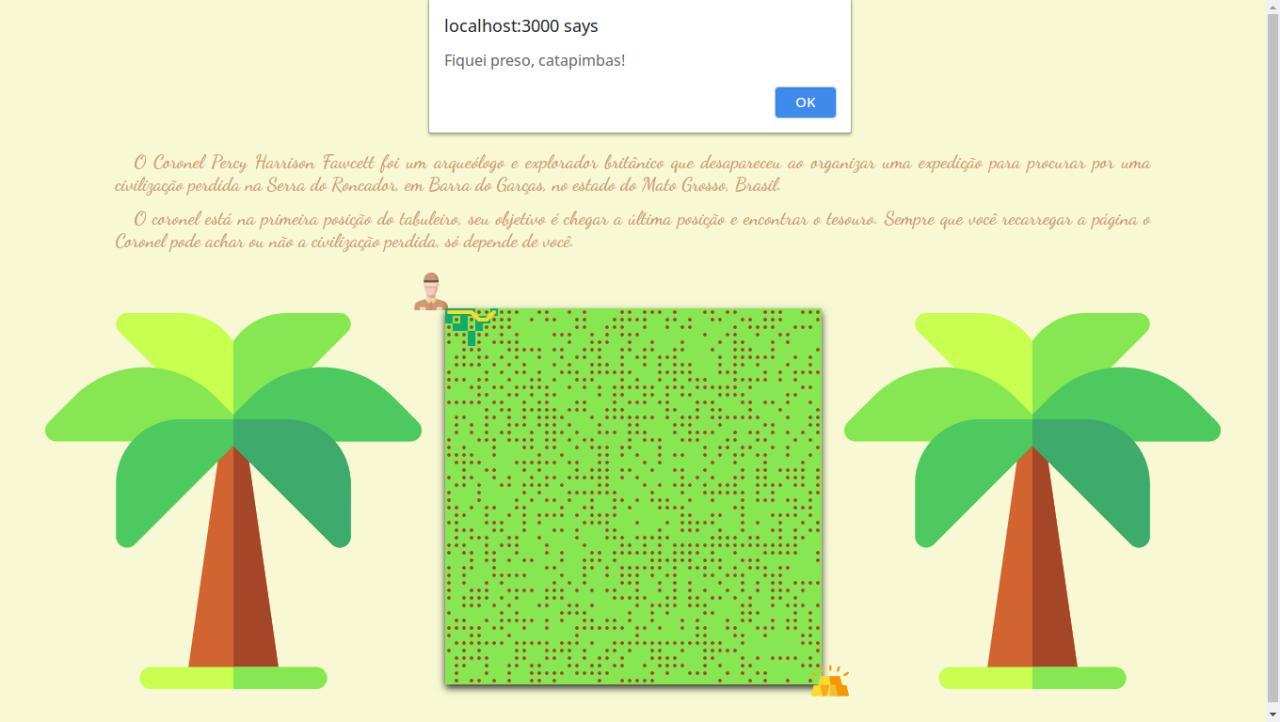 localhost:3000 says
Fiquei preso, catapimbas!
OK
O Coronel Percy Harrison Fawcett foi um arqueólogo e explorador britânico que desapareceu ao organizar uma expedição para procurar por uma
civilização perdida na Serra do Roncador, em Barra do Garças, no estado do Mato Grosso, Brasil.
O coronel está na primeira posição do tabuleiro, seu objetivo é chegar a última posição e encontrar o tesouro. Sempre que você recarregar a página o
Coronel pode achar ou não a civilização perdida, só depende de você.